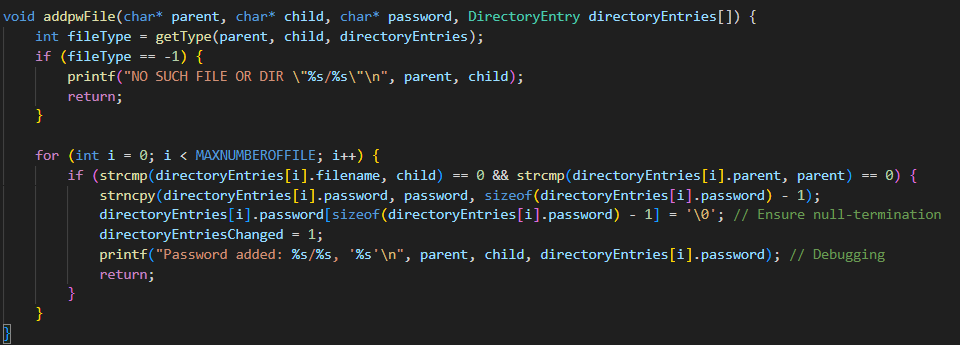 void addpwFile(char* parent, char* child, char* password, DirectoryEntry directoryEntries[]) {
    int fileType = getType(parent, child, directoryEntries);
    if (fileType == -1) {
        printf("NO SUCH FILE OR DIR \"%s/%s\"\n", parent, child);
        return;
    }

    for (int i = 0; i < MAXNUMBEROFFILE; i++) {
        if (strcmp(directoryEntries[i].filename, child) == 0 && strcmp(directoryEntries[i].parent, parent) == 0) {
            strncpy(directoryEntries[i].password, password, sizeof(directoryEntries[i].password) - 1);
            directoryEntries[i].password[sizeof(directoryEntries[i].password) - 1] = '\0'; // Ensure null-termination
            directoryEntriesChanged = 1;
            printf("Password added: %s/%s, '%s'\n", parent, child, directoryEntries[i].password); // Debugging
            return;
        }
    }
}